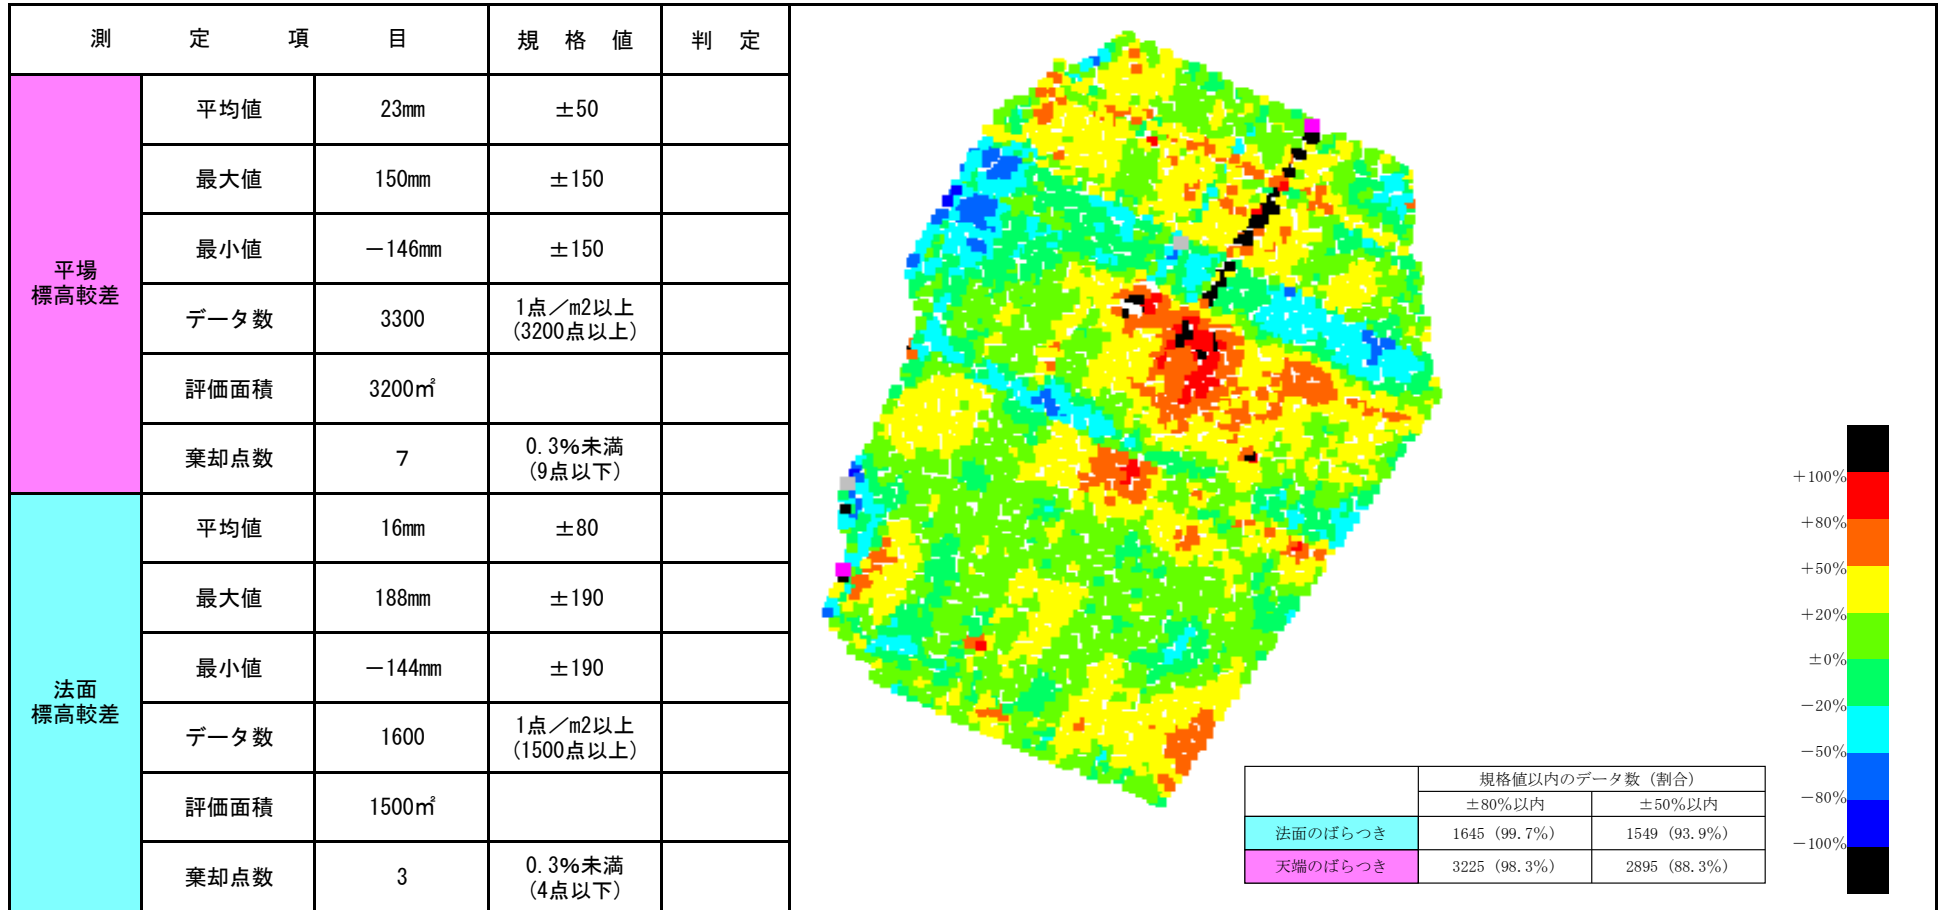 測定項目 規格値 判定
平場
標高較差
平均値 23mm ±50
最大値 150mm ±150
最小値 －146mm ±150
データ数 3300 1点／m2以上
(3200点以上)
評価面積 3200㎡
棄却点数 7 0.3%未満
(9点以下)
法面
標高較差
平均値 16mm ±80
最大値 188mm ±190
最小値 －144mm ±190
データ数 1600 1点／m2以上
(1500点以上)
評価面積 1500㎡
棄却点数 3 0.3%未満
(4点以下)
＋100%
＋80%
＋50%
＋20%
±0%
－20%
－50%
－80%
－100%
規格値以内のデータ数（割合）
±80%以内 ±50%以内
法面のばらつき 1645（99.7%） 1549（93.9%）
天端のばらつき 3225（98.3%） 2895（88.3%）